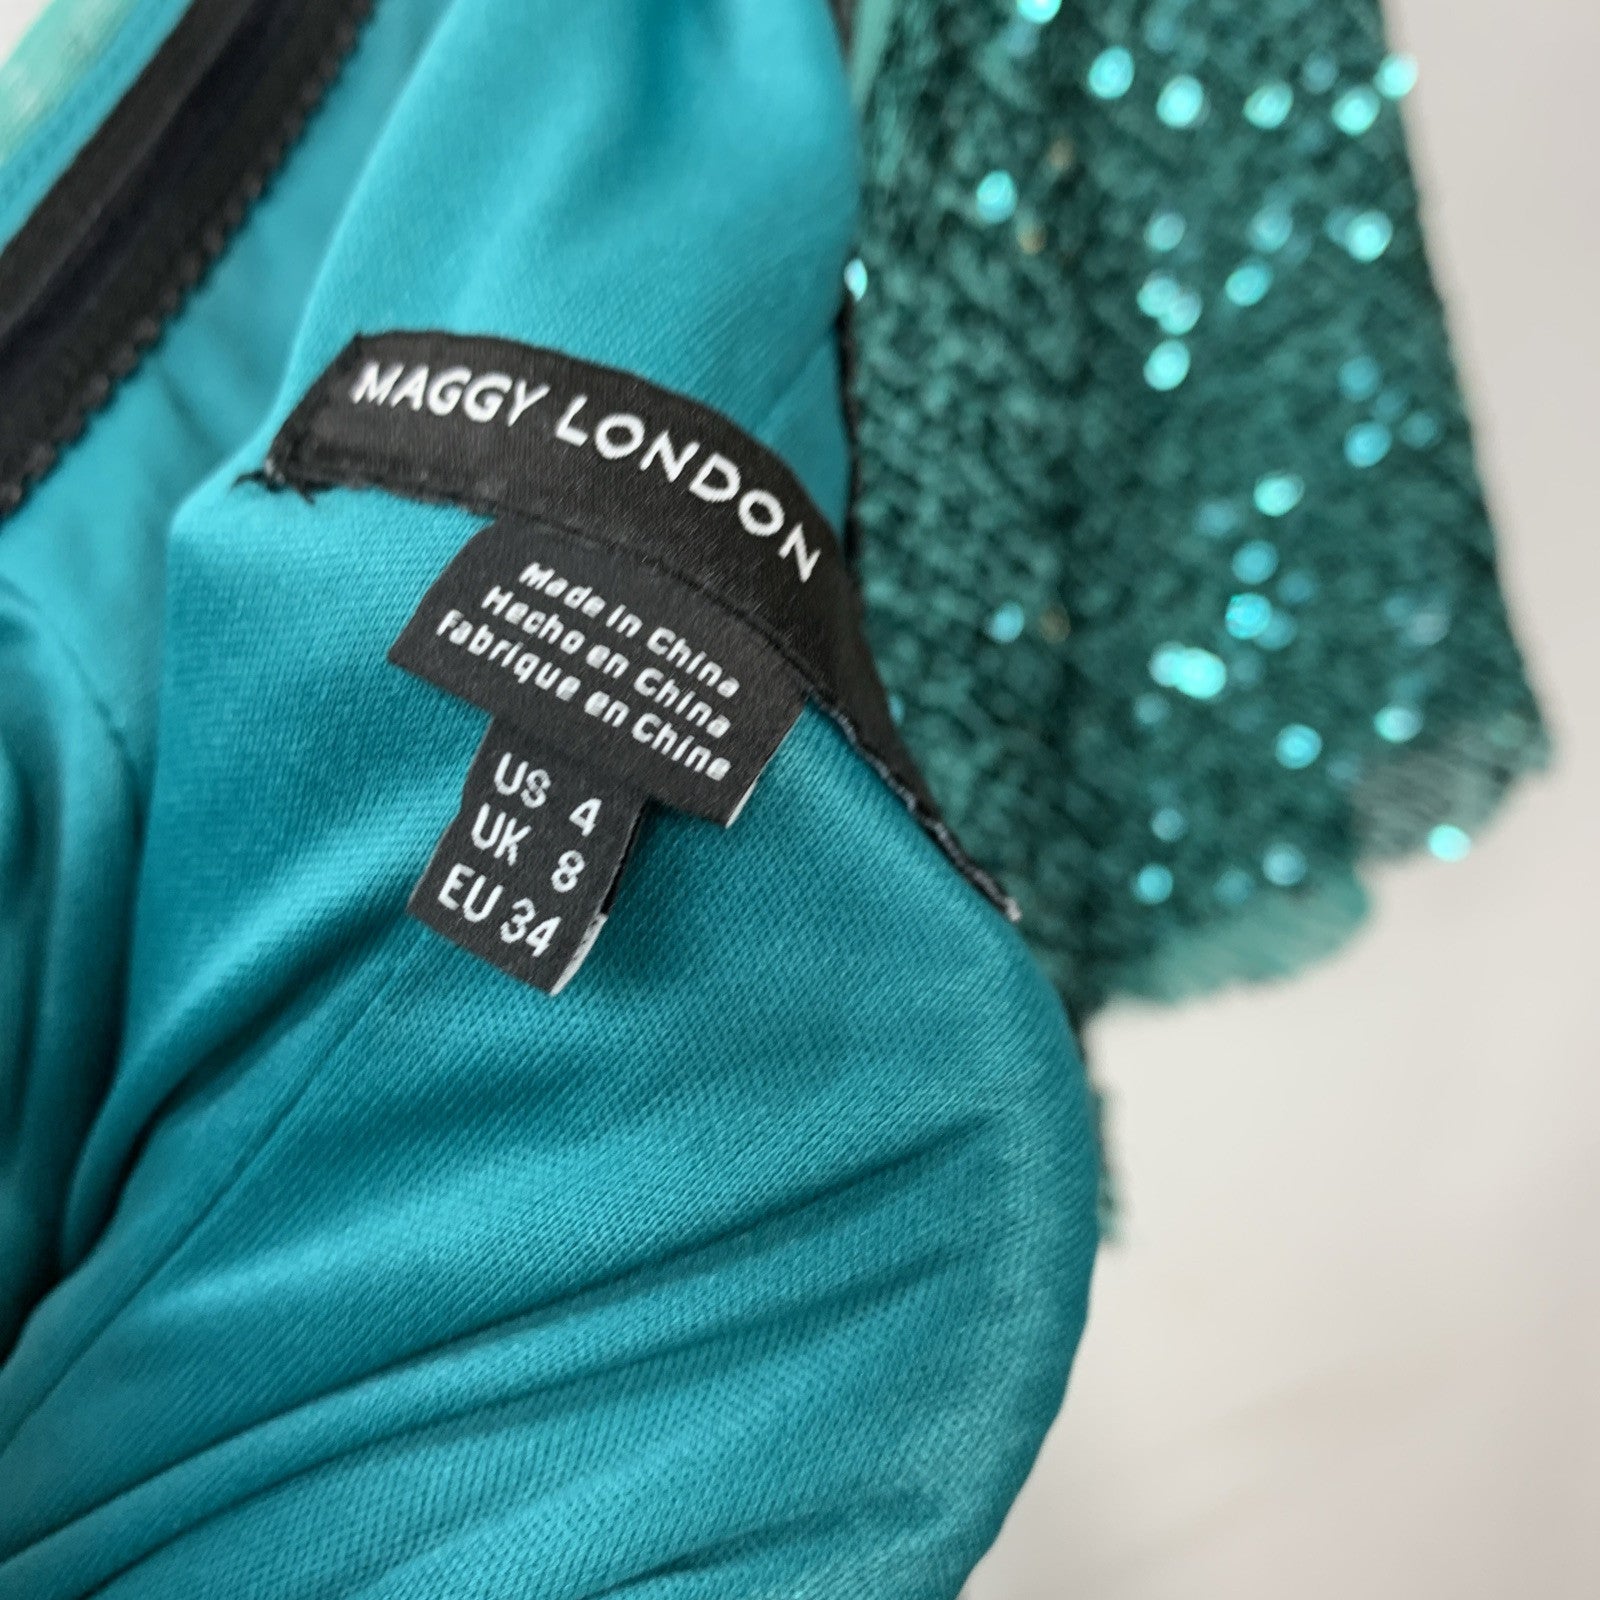 MAGGY LONDON
Made in China
Hecho en China
Fabrique en Chine
US 4
UK 8
EU 34